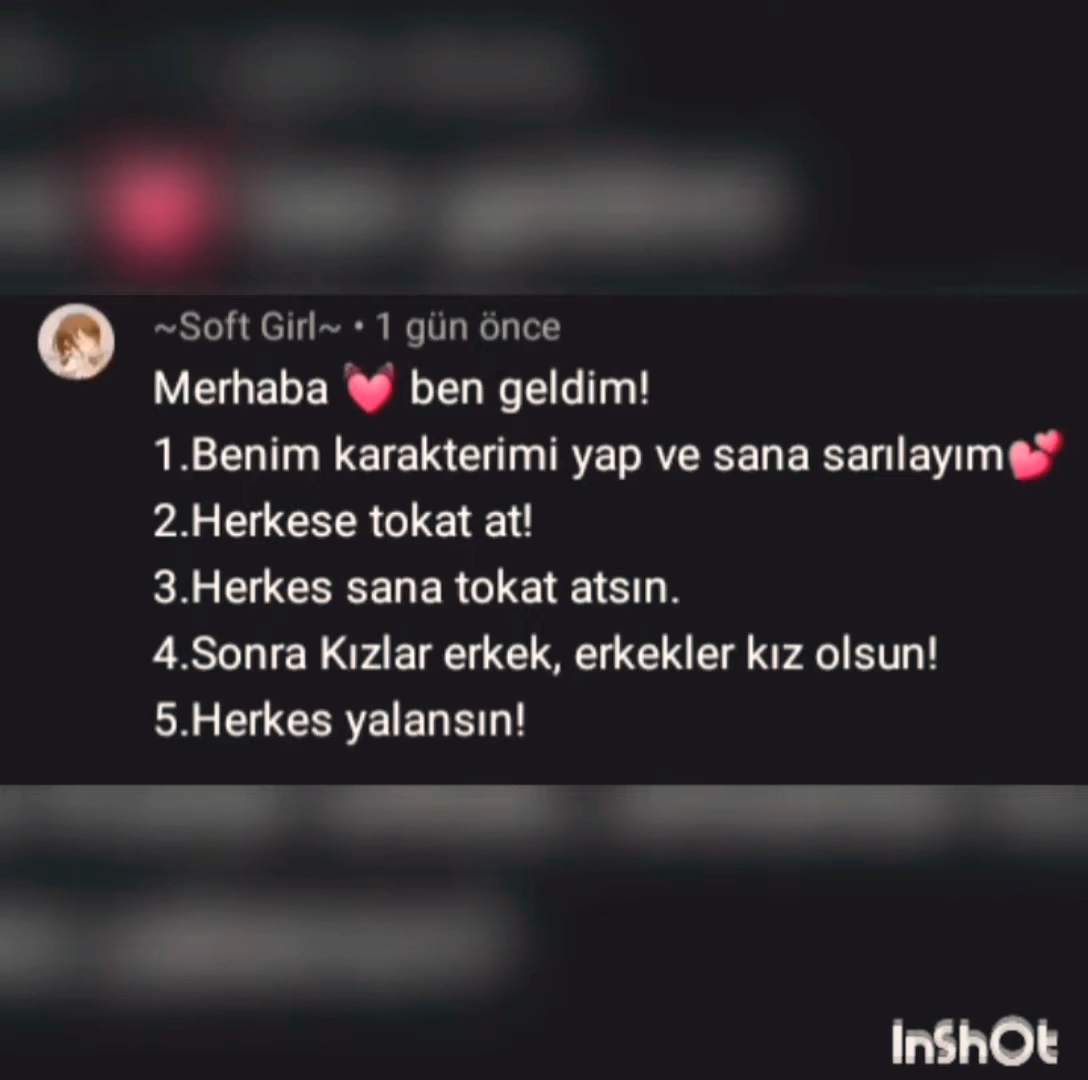 ~Soft Girl~ • 1 gün önce
Merhaba 💓 ben geldim!
1.Benim karakterimi yap ve sana sarılayım💕
2.Herkese tokat at!
3.Herkes sana tokat atsın.
4.Sonra Kızlar erkek, erkekler kız olsun!
5.Herkes yalansın!
InShOt